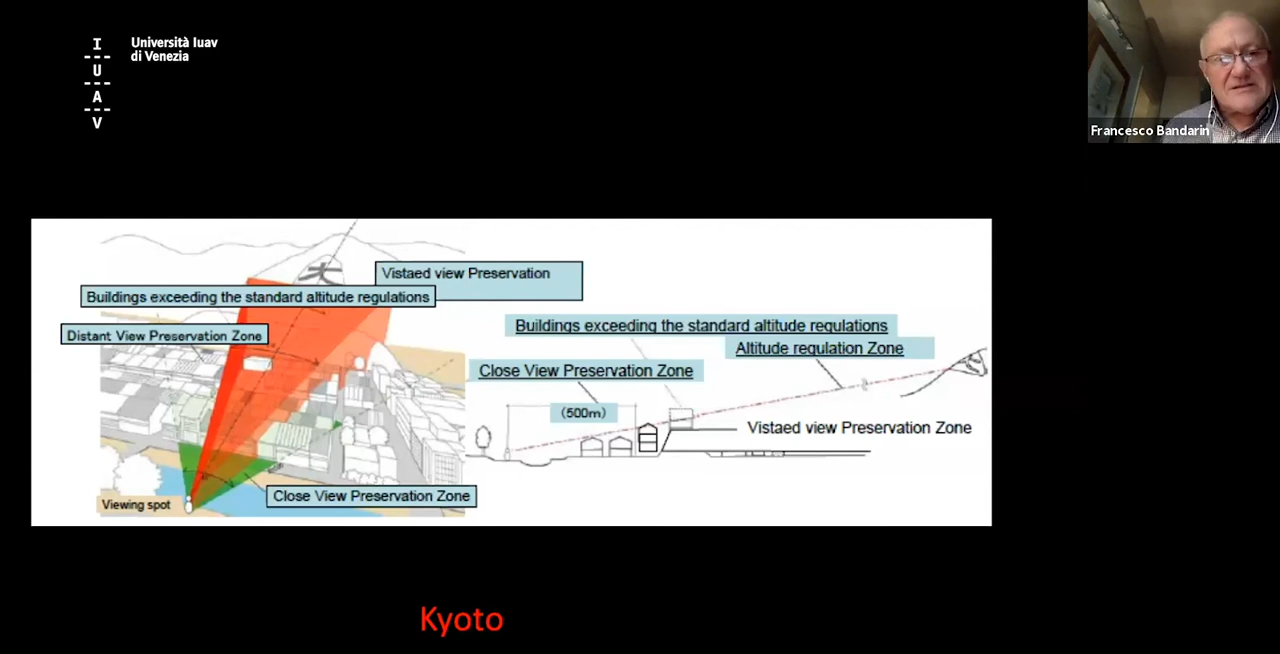 I
U
A
V
Università Iuav
di Venezia
Francesco Bandarin
Vistaed view Preservation
Buildings exceeding the standard altitude regulations
Distant View Preservation Zone
大
Close View Preservation Zone
Viewing spot
Buildings exceeding the standard altitude regulations
Altitude regulation Zone
Close View Preservation Zone
(500m)
Vistaed view Preservation Zone
Kyoto